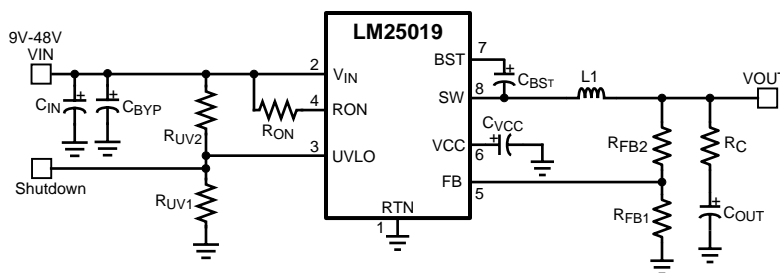 9V-48V
VIN
LM25019
7
BST
2
VIN
+
CIN
+
CBYP
+
CBST
L1
VOUT
8
SW
4
RON
RON
RUV2
CVCC
+
VCC
6
RFB2
RC
3
UVLO
Shutdown
FB
5
RUV1
RTN
1
RFB1
+
COUT